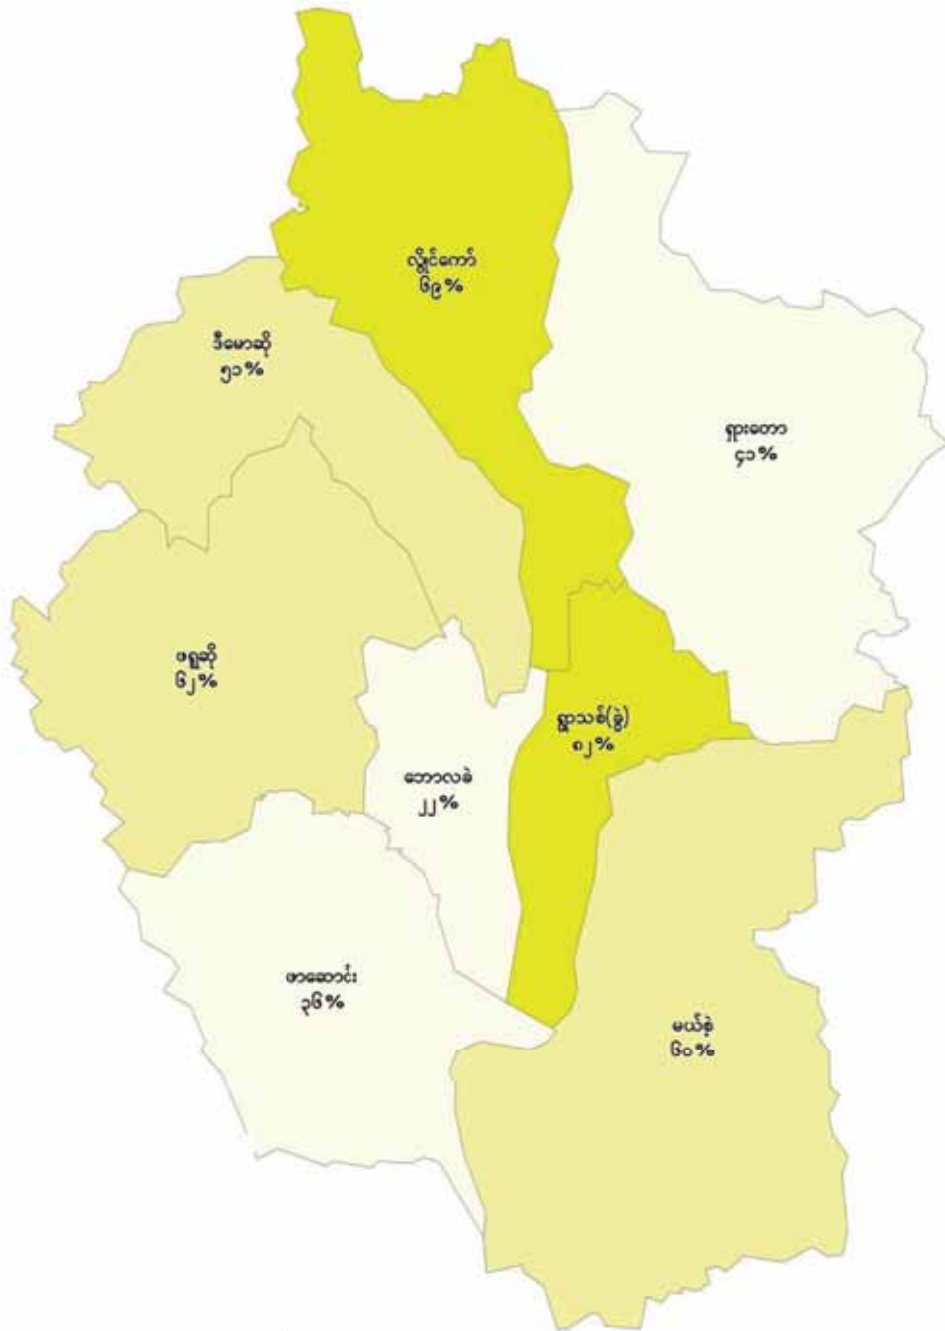 လွိုင်ကော်
၆၉%
ဒီမောဆို
၅၁%
ရှားတော
၄၁%
ဖရူဆို
၆၂%
ရွာသစ်(ခွဲ)
၈၂%
ဘောလခဲ
၂၂%
ဖားဆောင်း
၃၆%
မယ်စဲ့
၆၀%